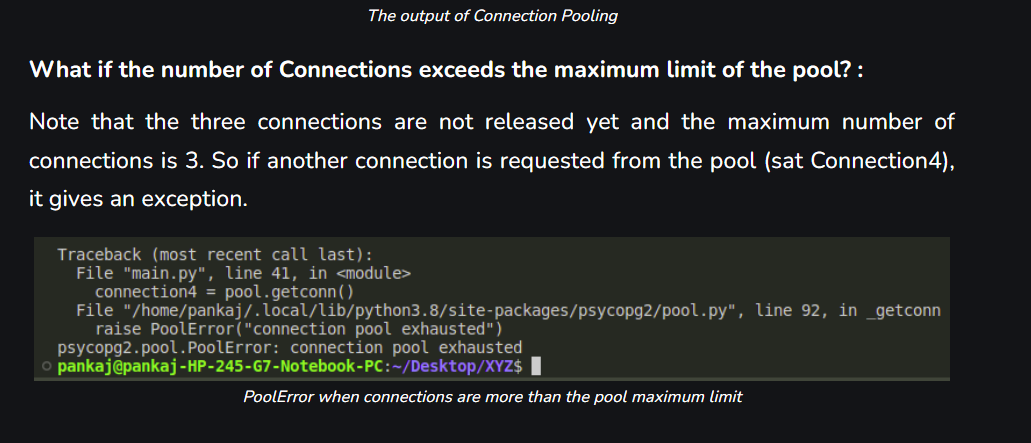 The output of Connection Pooling
What if the number of Connections exceeds the maximum limit of the pool? :
Note that the three connections are not released yet and the maximum number of
connections is 3. So if another connection is requested from the pool (sat Connection4),
it gives an exception.
Traceback (most recent call last):
  File "main.py", line 41, in <module>
    connection4 = pool.getconn()
  File "/home/pankaj/.local/lib/python3.8/site-packages/psycopg2/pool.py", line 92, in _getconn
    raise PoolError("connection pool exhausted")
psycopg2.pool.PoolError: connection pool exhausted
pankaj@pankaj-HP-245-G7-Notebook-PC:~/Desktop/XYZ$
PoolError when connections are more than the pool maximum limit